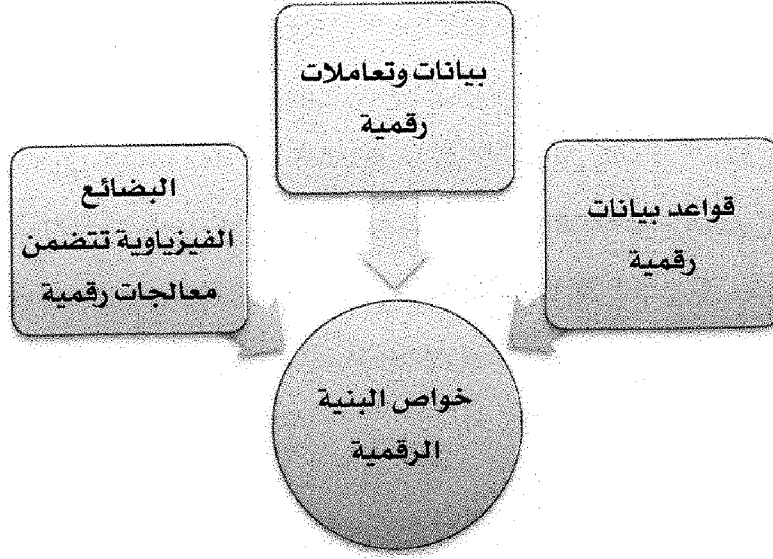 بيانات وتعاملات
رقمية
قواعد بيانات
رقمية
البضائع
الفيزياوية تتضمن
معالجات رقمية
خواص البنية
الرقمية